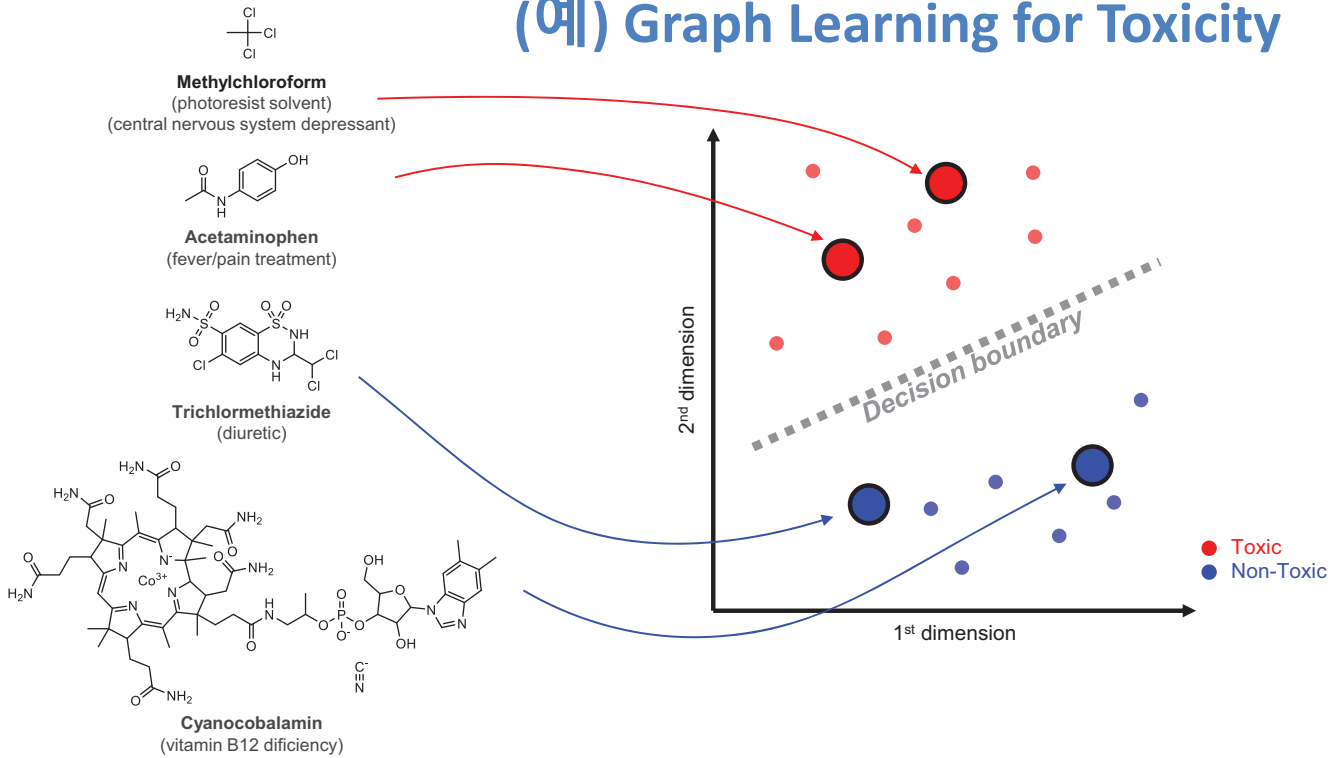 (예) Graph Learning for Toxicity
Cl
Cl
Cl
Methylchloroform
(photoresist solvent)
(central nervous system depressant)
O
OH
N
H
Acetaminophen
(fever/pain treatment)
H2N
O
S
O
O
O
S
NH
N
H
Cl
Cl
Cl
Trichlormethiazide
(diuretic)
H2N
O
H2N
O
NH2
O
O
NH2
O
H2N
N
N-
Co3+
N
N
O
NH2
O
H
N
O
O
P
O-
O
OH
O
OH
N
N
C-
N
Cyanocobalamin
(vitamin B12 dificiency)
2nd dimension
Decision boundary
1st dimension
Toxic
Non-Toxic